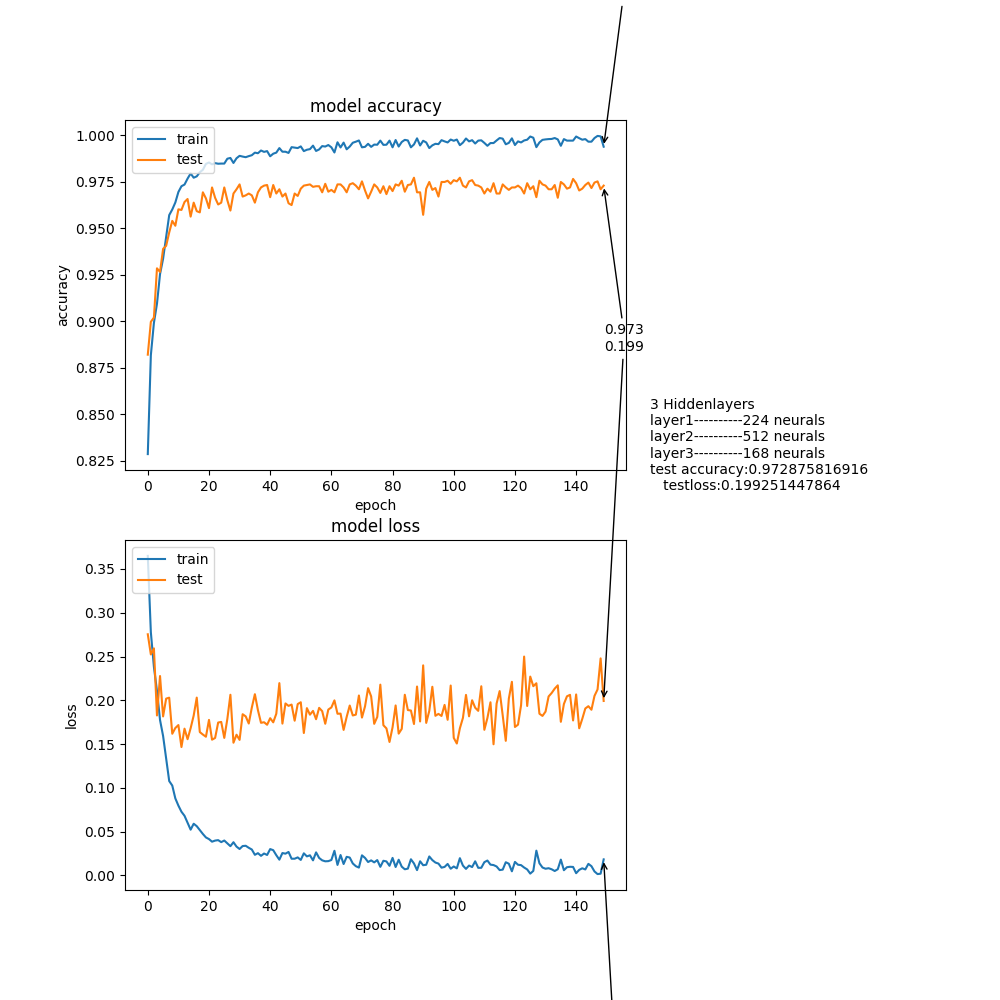 model accuracy
train
test
1.000
0.975
0.950
0.925
0.900
0.875
0.850
0.825
accuracy
0
20
40
60
80
100
120
140
epoch
0.973
0.199
3 Hiddenlayers
layer1----------224 neurals
layer2----------512 neurals
layer3----------168 neurals
test accuracy:0.972875816916
testloss:0.199251447864
model loss
train
test
0.35
0.30
0.25
0.20
0.15
0.10
0.05
0.00
loss
0
20
40
60
80
100
120
140
epoch